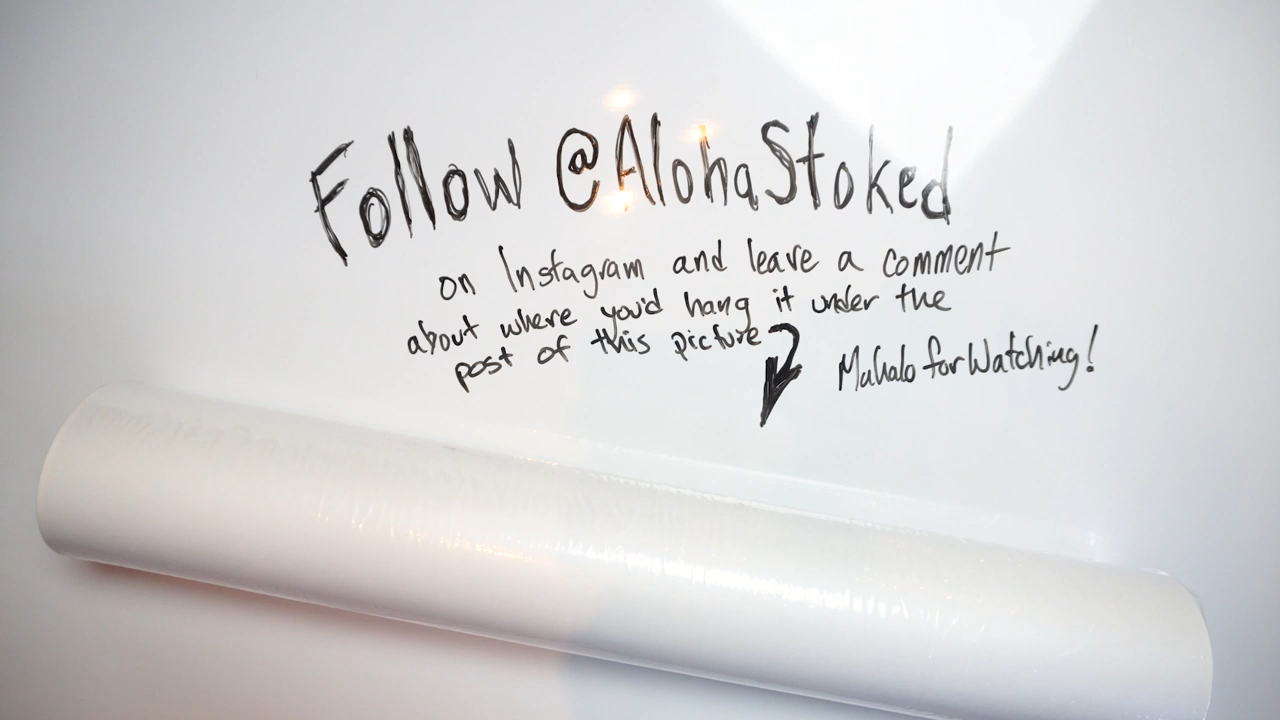 Follow @AlohaStoked
on Instagram and leave a comment
about where you'd hang it under the
post of this picture
Mahalo for Watching!